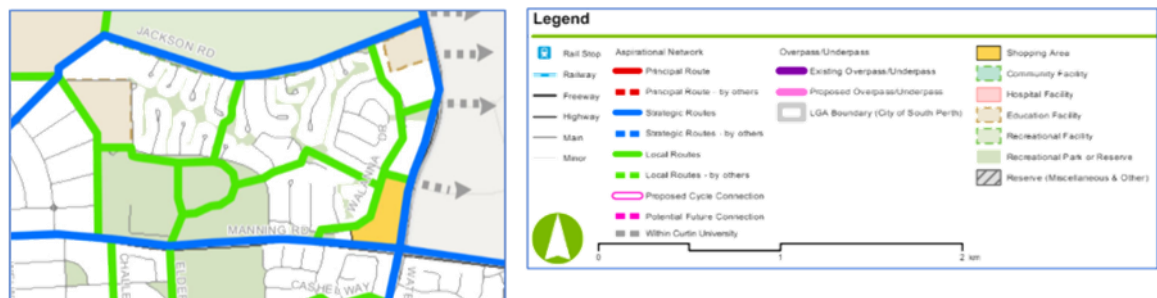 JACKSON RD
WALANNA DR
MANNING RD
CASHEL WAY
ELDER
Legend
Rail Stop
Railway
Freeway
Highway
Main
Minor
Aspirational Network
Principal Route
Principal Route - by others
Strategic Routes
Strategic Routes - by others
Local Routes
Local Routes - by others
Proposed Cycle Connection
Potential Future Connection
Within Curtin University
Overpass/Underpass
Existing Overpass/Underpass
Proposed Overpass/Underpass
LGA Boundary (City of South Perth)
Shopping Area
Community Facility
Hospital Facility
Education Facility
Recreational Facility
Recreational Park or Reserve
Reserve (Miscellaneous & Other)
0 1 2 km